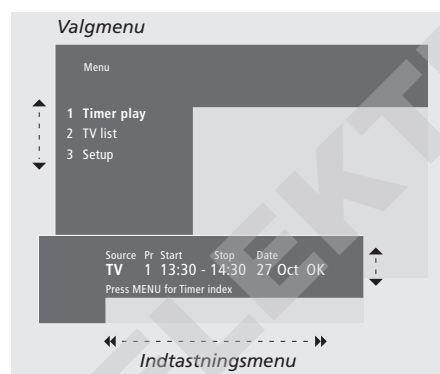 Valgmenu
Menu
1 Timer play
2 TV list
3 Setup
Source Pr Start Stop Date
TV 1 13:30 - 14:30 27 Oct OK
Press MENU for Timer index
Indtastningsmenu